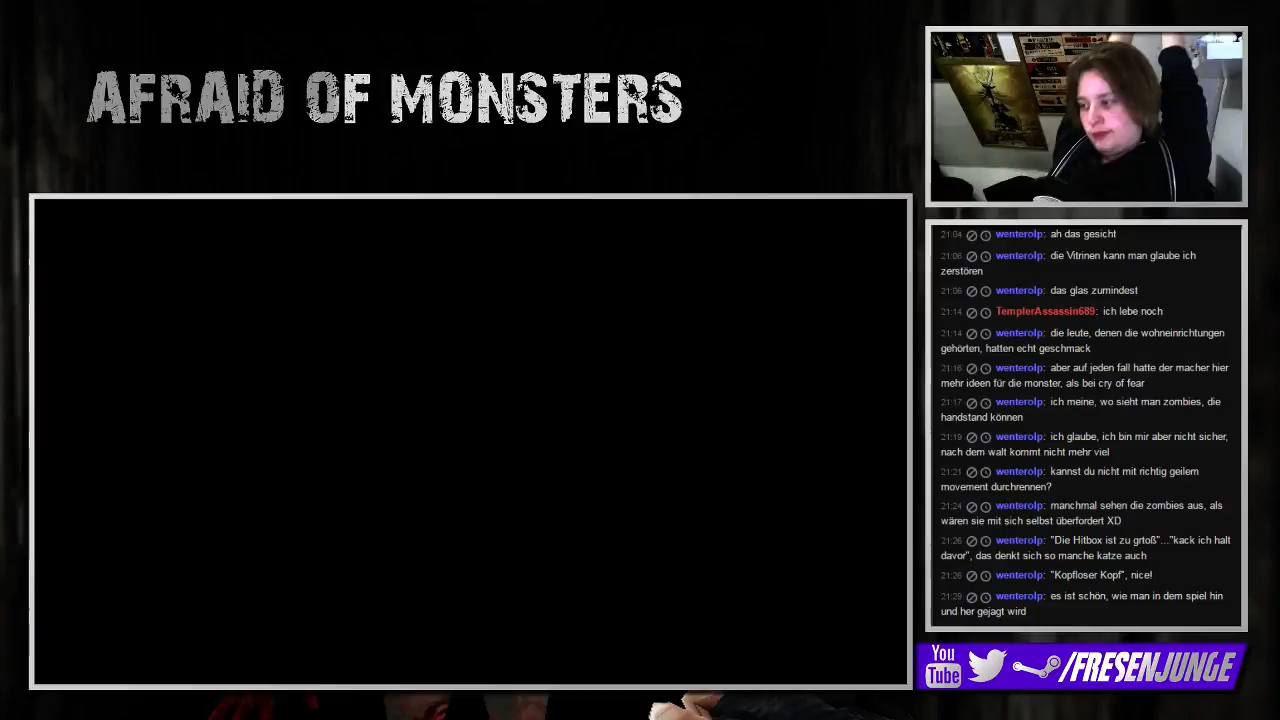 AFRAID OF MONSTERS
21:04 wenterolp: ah das gesicht
21:06 wenterolp: die Vitrinen kann man glaube ich
zerstören
21:06 wenterolp: das glas zumindest
21:14 TemplerAssassin689: ich lebe noch
21:14 wenterolp: die leute, denen die wohneinrichtungen
gehörten, hatten echt geschmack
21:16 wenterolp: aber auf jeden fall hatte der macher hier
mehr ideen für die monster, als bei cry of fear
21:17 wenterolp: ich meine, wo sieht man zombies, die
handstand können
21:19 wenterolp: ich glaube, ich bin mir aber nicht sicher,
nach dem walt kommt nicht mehr viel
21:21 wenterolp: kannst du nicht mit richtig geilem
movement durchrennen?
21:24 wenterolp: manchmal sehen die zombies aus, als
wären sie mit sich selbst überfordert XD
21:26 wenterolp: "Die Hitbox ist zu grtoß"..."kack ich halt
davor", das denkt sich so manche katze auch
21:26 wenterolp: "Kopfloser Kopf", nice!
21:29 wenterolp: es ist schön, wie man in dem spiel hin
und her gejagt wird
You Tube /FRESENJUNGE